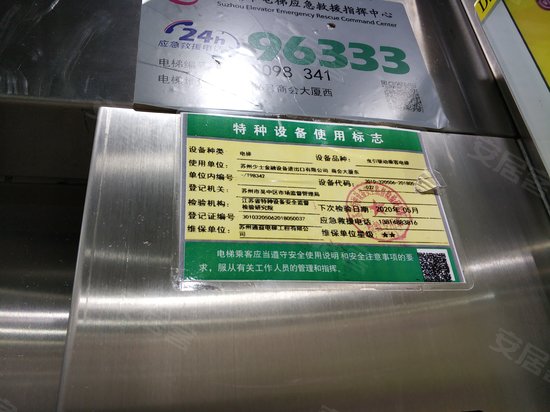 电梯应急救援指挥中心
Suzhou Elevator Emergency Rescue Command Center
24h
应急救援电话
96333
电梯编
098 341
商公大厦西
特种设备使用标志
设备种类: 电梯
设备品种: 曳引驱动乘客电梯
使用单位: 苏州少士金融设备进出口有限公司 商公大厦东
单位内编号: -/198342
设备代码:
登记机关: 苏州市吴中区市场监督管理局
检验机构: 江苏省特种设备安全监督检验研究院
下次检验日期: 2020年05月
登记证编号:
应急救援电话:
维保单位: 苏州通益电梯工程有限公司
维保单位星级: ★★
电梯乘客应当遵守安全使用说明和安全注意事项的要
求,服从有关工作人员的管理和指挥。
安居客